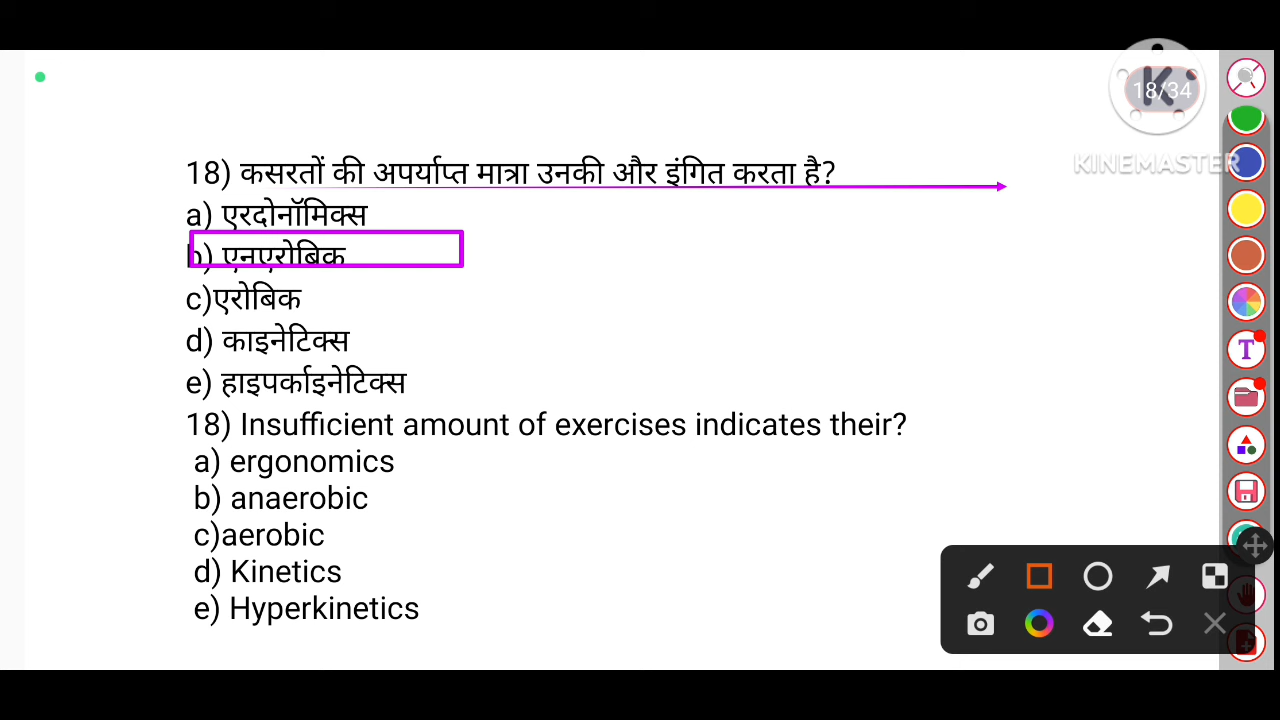 18/34
KINEMASTER
18) कसरतों की अपर्याप्त मात्रा उनकी और इंगित करता है?
a) एरदोनॉमिक्स
b) एनएरोबिक
c)एरोबिक
d) काइनेटिक्स
e) हाइपर्काइनेटिक्स
18) Insufficient amount of exercises indicates their?
a) ergonomics
b) anaerobic
c)aerobic
d) Kinetics
e) Hyperkinetics
T